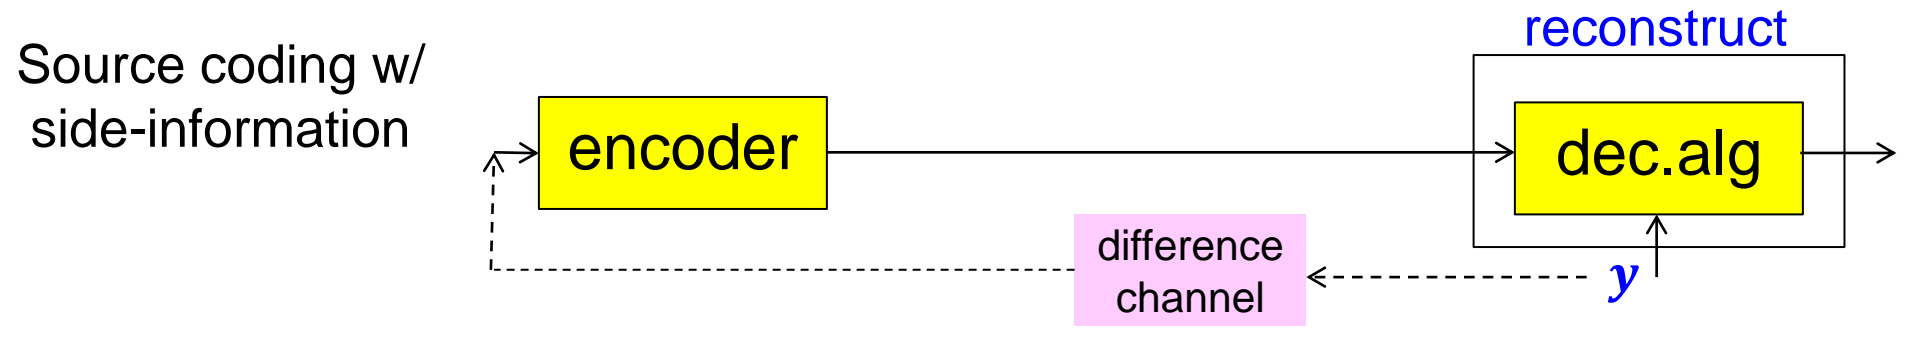 Source coding w/
side-information
encoder
reconstruct
dec.alg
difference
channel
y